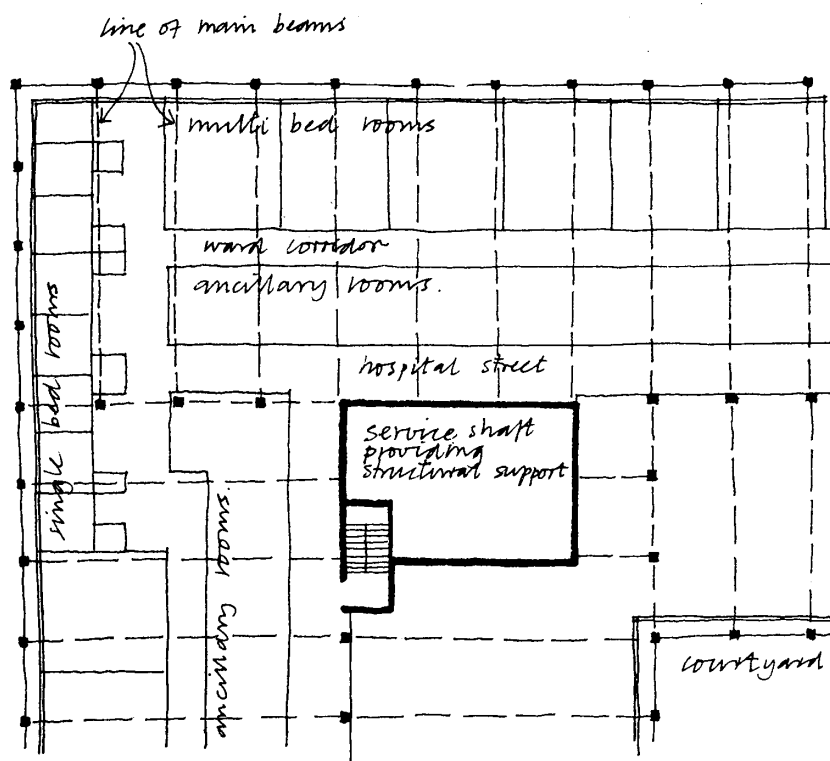 line of main beams
multi bed rooms
ward corridor
ancillary rooms.
hospital street
single bed rooms
service shaft
providing
structural support
ancillary rooms.
courtyard